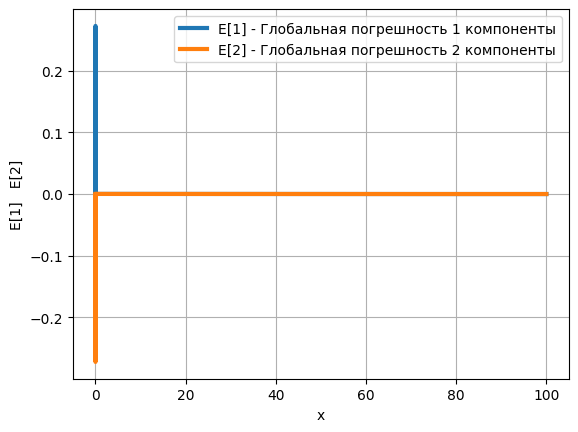 E[1] - Глобальная погрешность 1 компоненты
E[2] - Глобальная погрешность 2 компоненты
0.2
0.1
0.0
−0.1
−0.2
E[1]   E[2]
0 20 40 60 80 100
x